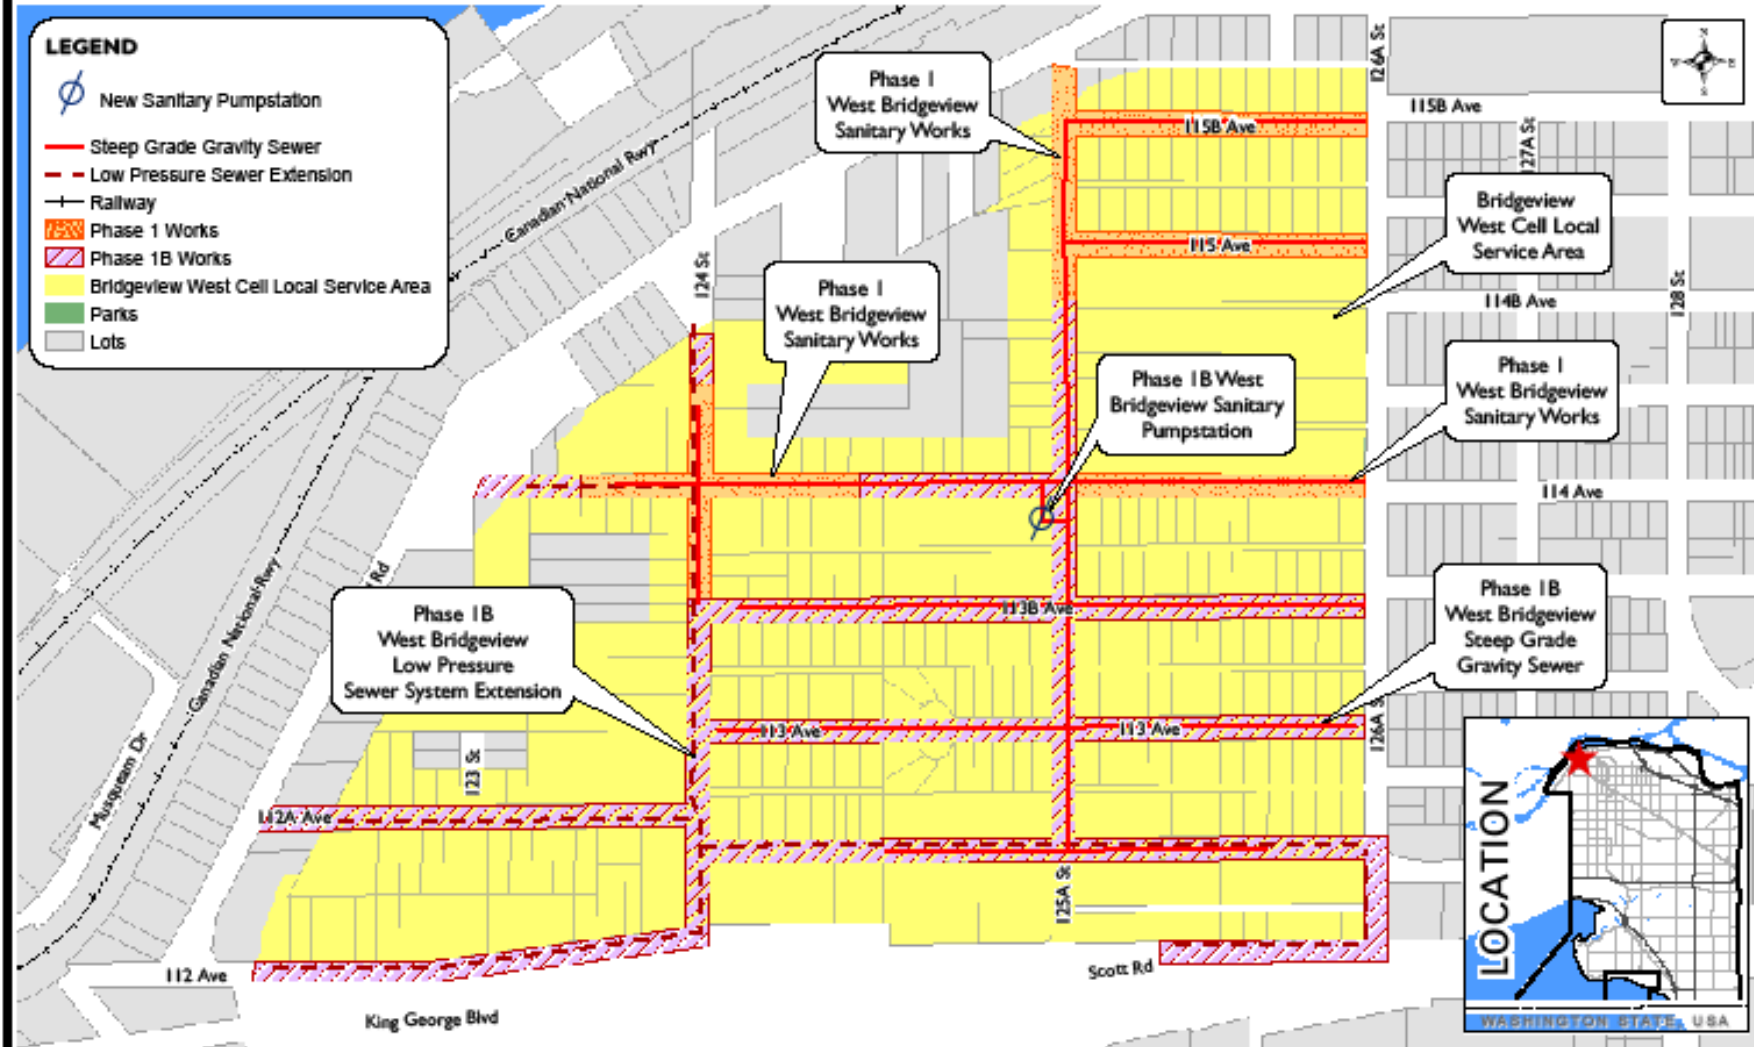 LEGEND
New Sanitary Pumpstation
Steep Grade Gravity Sewer
Low Pressure Sewer Extension
Railway
Phase 1 Works
Phase 1B Works
Bridgeview West Cell Local Service Area
Parks
Lots
Phase 1
West Bridgeview
Sanitary Works
126A St
115B Ave
115B Ave
127A St
Canadian National Rwy
Bridgeview
West Cell Local
Service Area
115 Ave
124 St
Phase 1
West Bridgeview
Sanitary Works
114B Ave
128 St
Phase 1B West
Bridgeview Sanitary
Pumpstation
Phase 1
West Bridgeview
Sanitary Works
114 Ave
Rd
Canadian National Rwy
Phase 1B
West Bridgeview
Low Pressure
Sewer System Extension
113B Ave
Phase 1B
West Bridgeview
Steep Grade
Gravity Sewer
113 Ave
113 Ave
126A S
Musqueam Dr
123 St
112A Ave
125A St
112 Ave
Scott Rd
King George Blvd
LOCATION
WASHINGTON STATE, USA